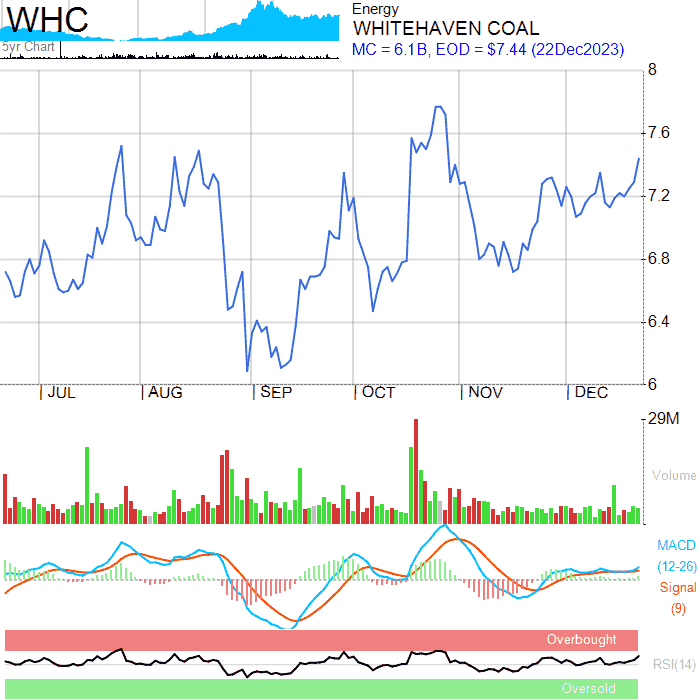 WHC
5yr Chart
Energy
WHITEHAVEN COAL
MC = 6.1B, EOD = $7.44 (22Dec2023)
8
7.6
7.2
6.8
6.4
6
JUL AUG SEP OCT NOV DEC
29M
Volume
MACD
(12-26)
Signal
(9)
Overbought
RSI(14)
Oversold